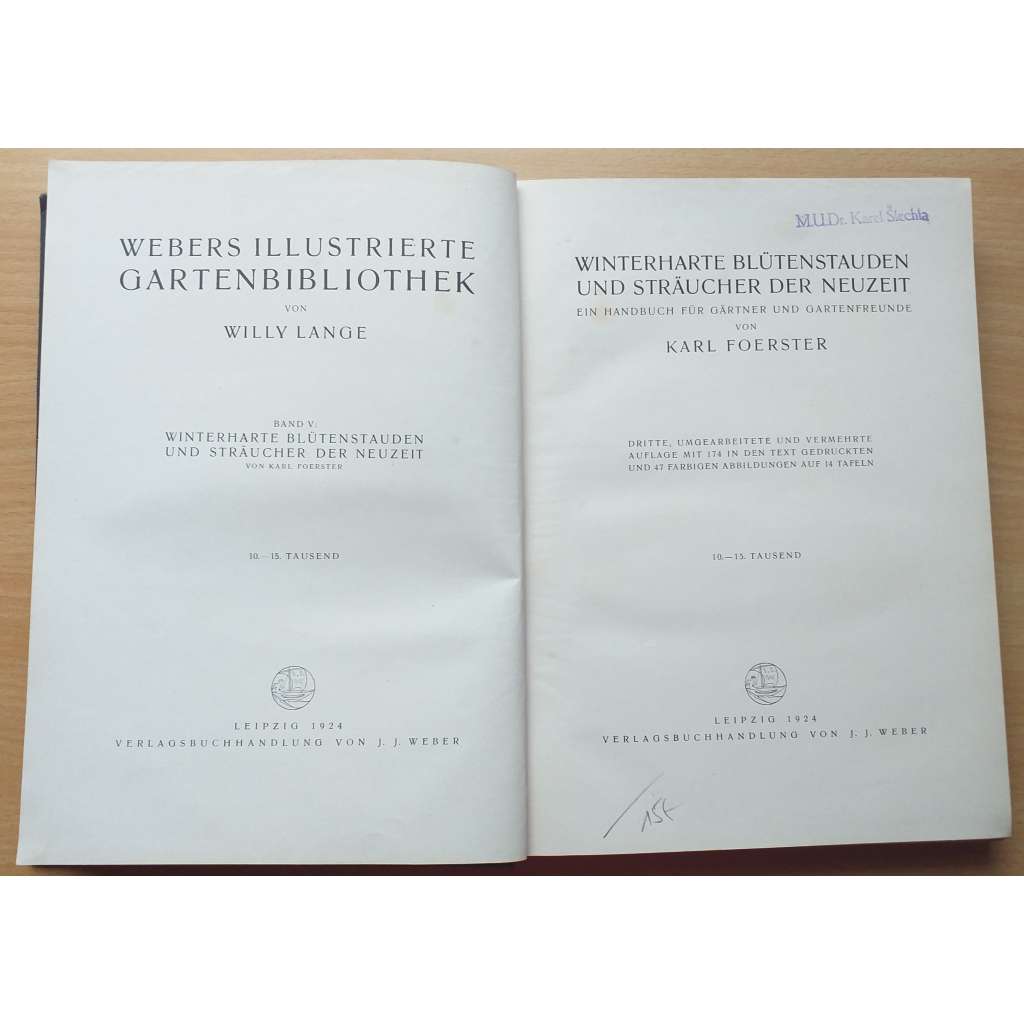 WEBERS ILLUSTRIERTE
GARTENBIBLIOTHEK
VON
WILLY LANGE
BAND V:
WINTERHARTE BLÜTENSTAUDEN
UND STRÄUCHER DER NEUZEIT
VON KARL FOERSTER
10.—15. TAUSEND
LEIPZIG 1924
VERLAGSBUCHHANDLUNG VON J. J. WEBER
M.U.Dr. Karel Šlechta
WINTERHARTE BLÜTENSTAUDEN
UND STRÄUCHER DER NEUZEIT
EIN HANDBUCH FÜR GÄRTNER UND GARTENFREUNDE
VON
KARL FOERSTER
DRITTE, UMGEARBEITETE UND VERMEHRTE
AUFLAGE MIT 174 IN DEN TEXT GEDRUCKTEN
UND 47 FARBIGEN ABBILDUNGEN AUF 14 TAFELN
10.—15. TAUSEND
LEIPZIG 1924
VERLAGSBUCHHANDLUNG VON J. J. WEBER